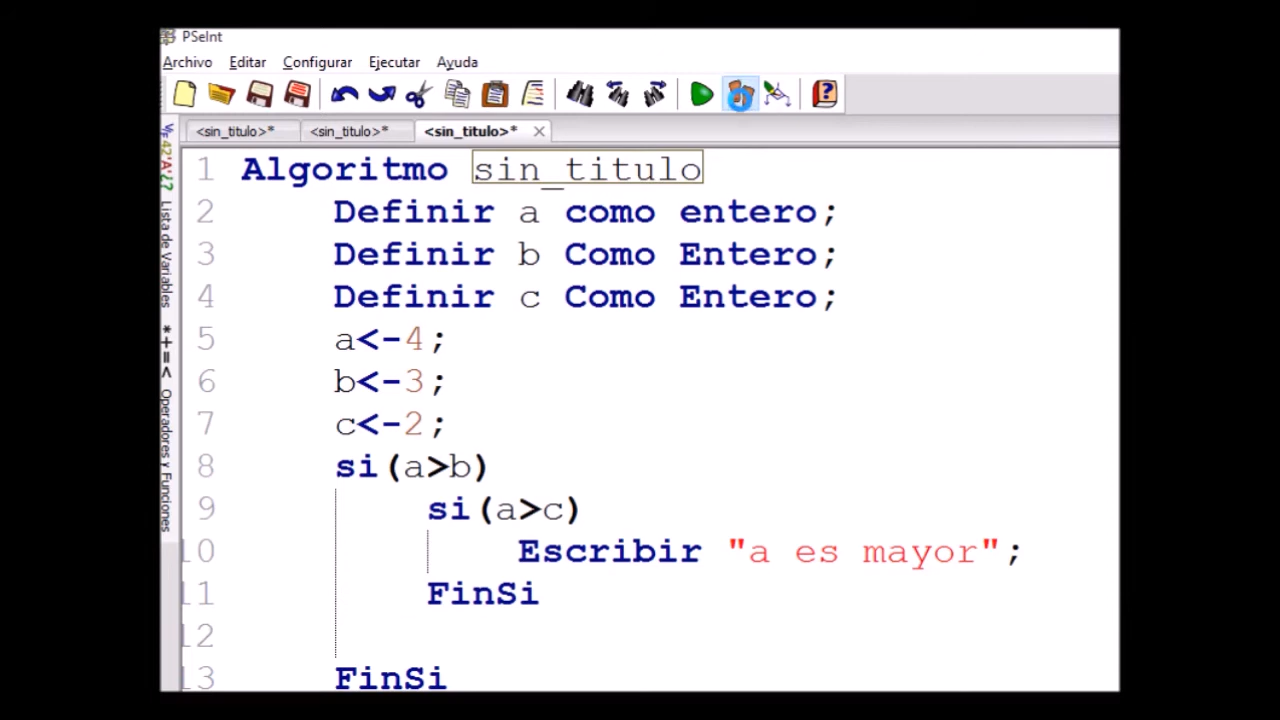 PSeInt
Archivo Editar Configurar Ejecutar Ayuda
<sin_titulo>* <sin_titulo>* <sin_titulo>*
Lista de Variables
*+=< Operadores y Funciones
1 Algoritmo sin_titulo
2 Definir a como entero;
3 Definir b Como Entero;
4 Definir c Como Entero;
5 a<-4;
6 b<-3;
7 c<-2;
8 si(a>b)
9 si(a>c)
10 Escribir "a es mayor";
11 FinSi
12
13 FinSi